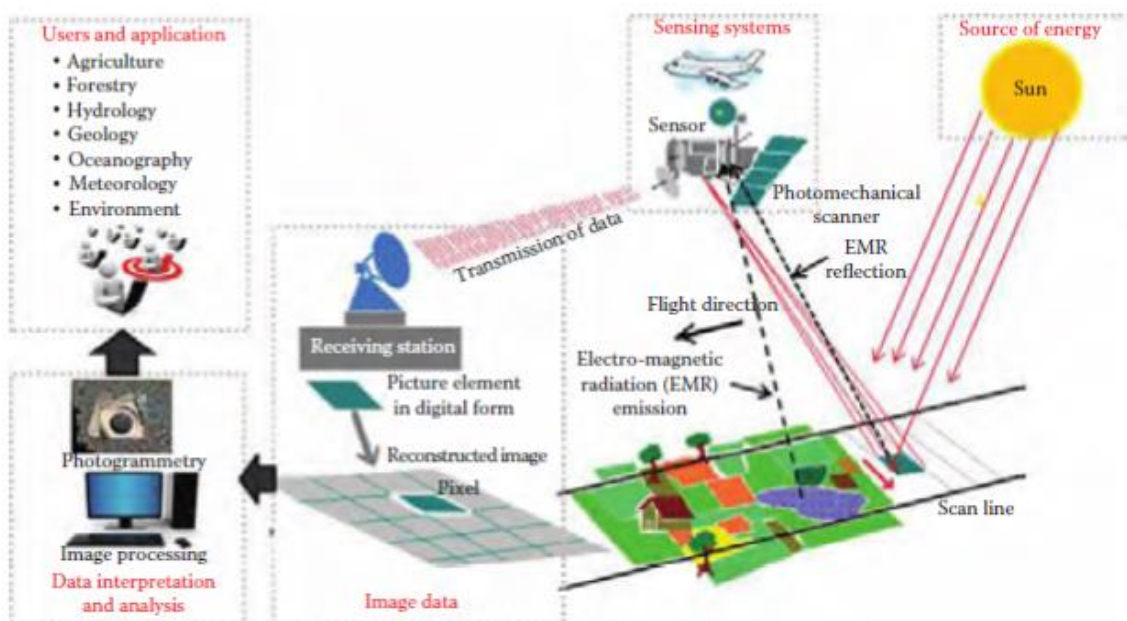 Users and application
• Agriculture
• Forestry
• Hydrology
• Geology
• Oceanography
• Meteorology
• Environment
Sensing systems
Sensor
Source of energy
Sun
Photomechanical
scanner
EMR
reflection
Transmission of data
Flight direction
Electro-magnetic
radiation (EMR)
emission
Scan line
Receiving station
Picture element
in digital form
Reconstructed image
Pixel
Image data
Photogrammetry
Image processing
Data interpretation
and analysis